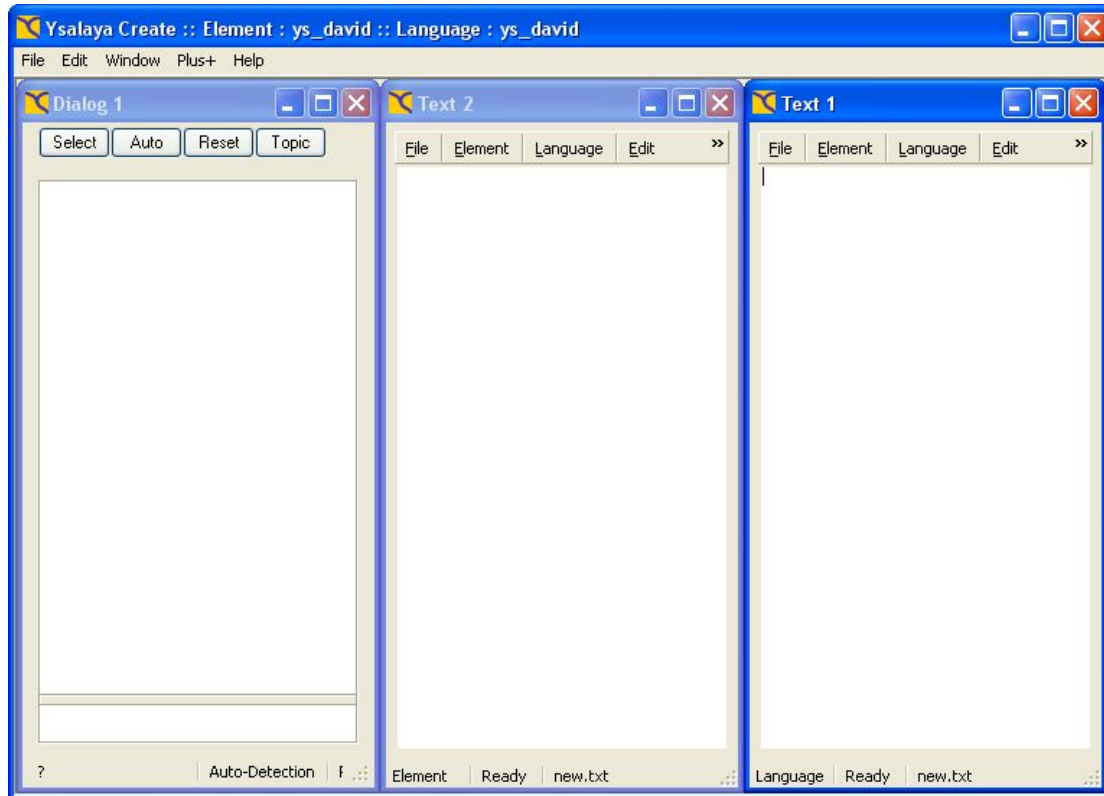 Ysalaya Create :: Element : ys_david :: Language : ys_david
File Edit Window Plus+ Help
Dialog 1
Select Auto Reset Topic
? Auto-Detection
Text 2
File Element Language Edit »
Element Ready new.txt
Text 1
File Element Language Edit »
Language Ready new.txt